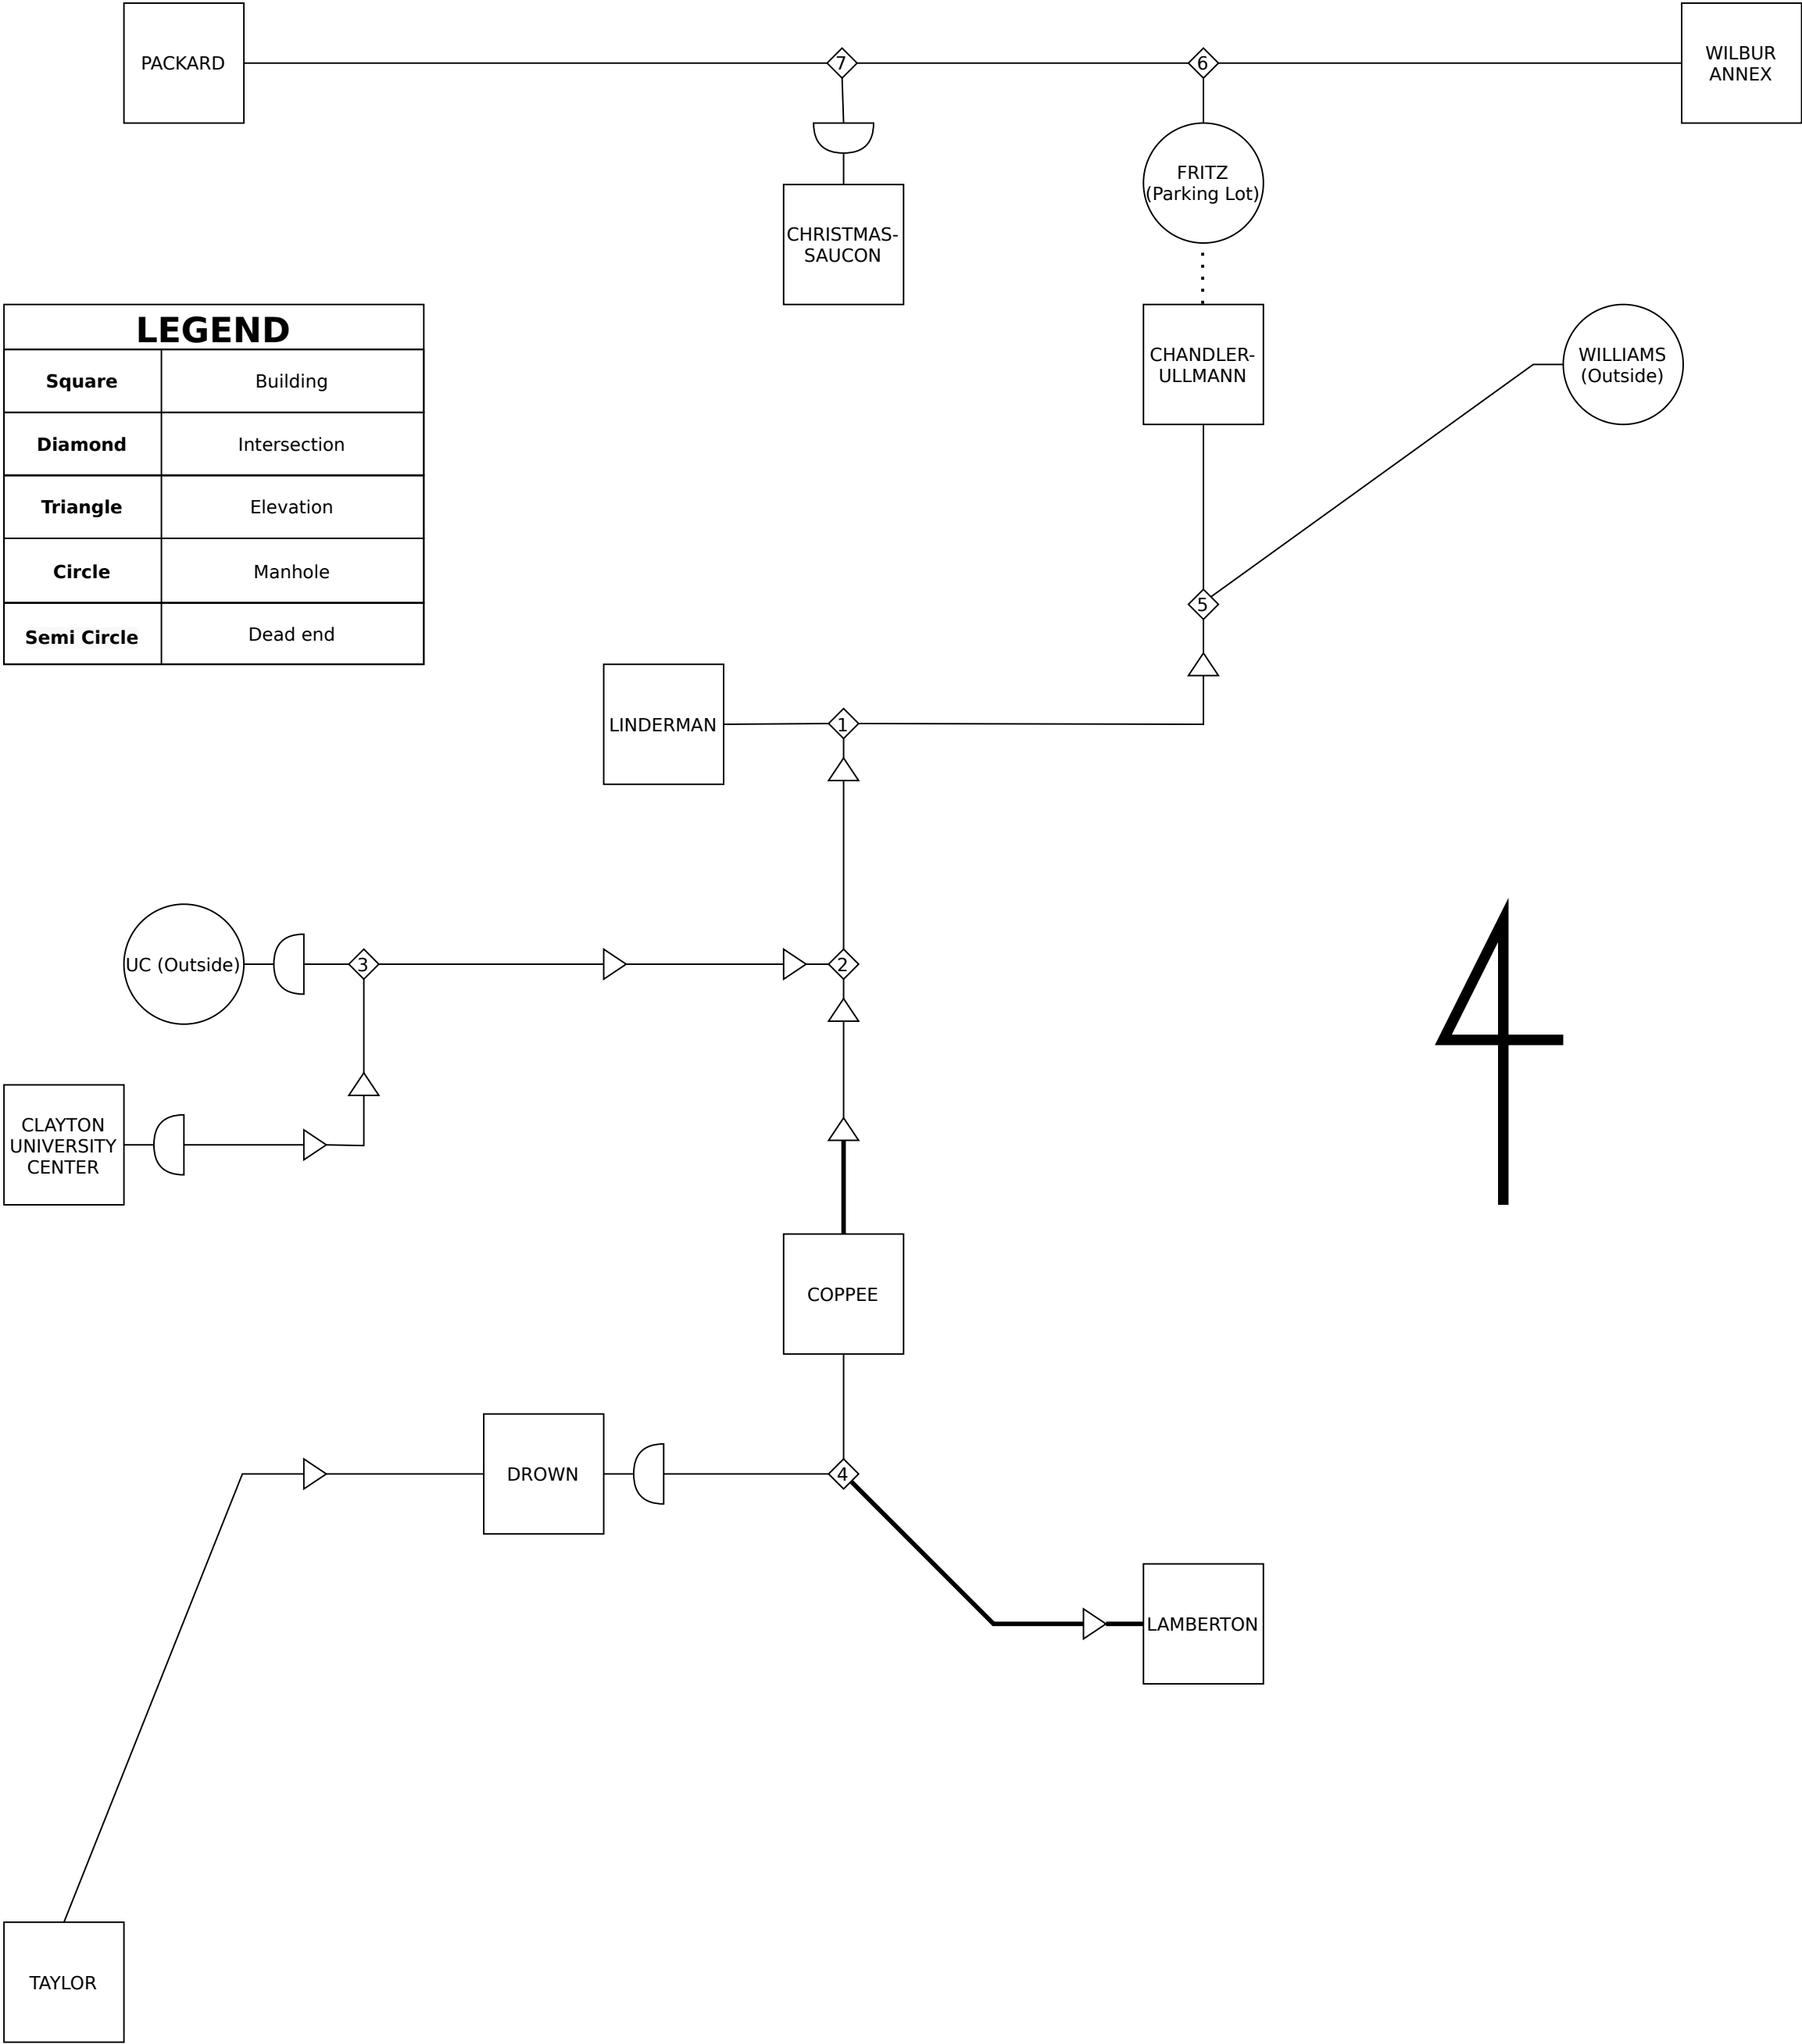 PACKARD
7
6
WILBUR
ANNEX
FRITZ
(Parking Lot)
CHRISTMAS-
SAUCON
LEGEND
Square Building
Diamond Intersection
Triangle Elevation
Circle Manhole
Semi Circle Dead end
CHANDLER-
ULLMANN
WILLIAMS
(Outside)
5
LINDERMAN
1
UC (Outside)
3
2
CLAYTON
UNIVERSITY
CENTER
COPPEE
DROWN
4
LAMBERTON
TAYLOR